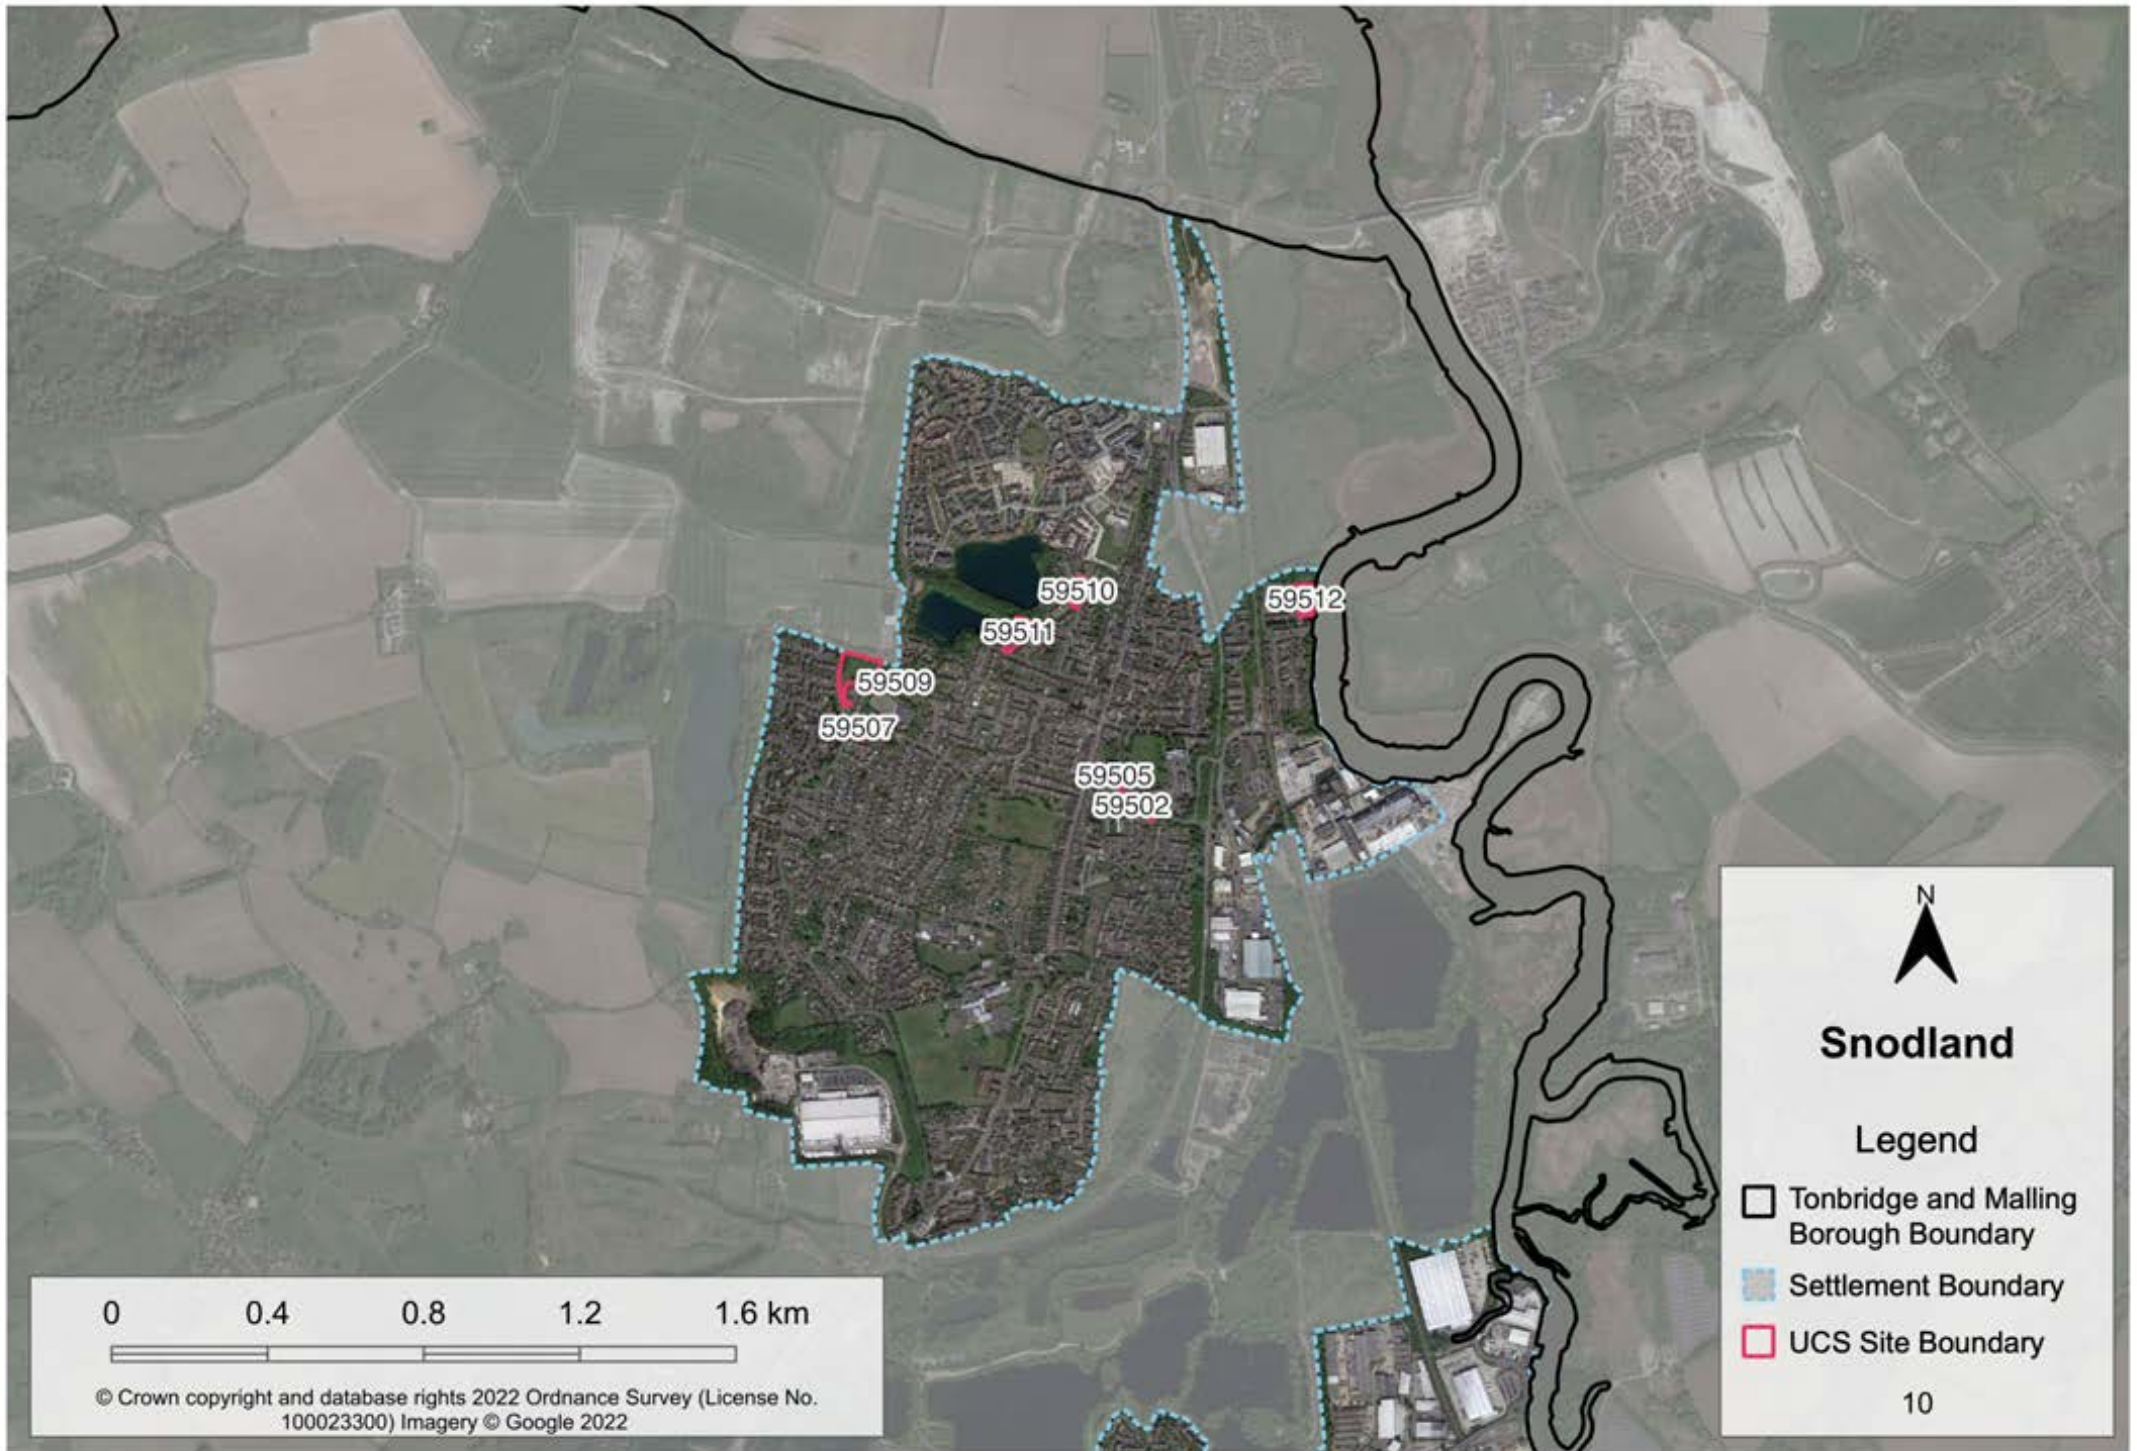 59510
59512
59511
59509
59507
59505
59502
N
Snodland
Legend
Tonbridge and Malling
Borough Boundary
Settlement Boundary
UCS Site Boundary
10
0 0.4 0.8 1.2 1.6 km
© Crown copyright and database rights 2022 Ordnance Survey (License No.
100023300) Imagery © Google 2022